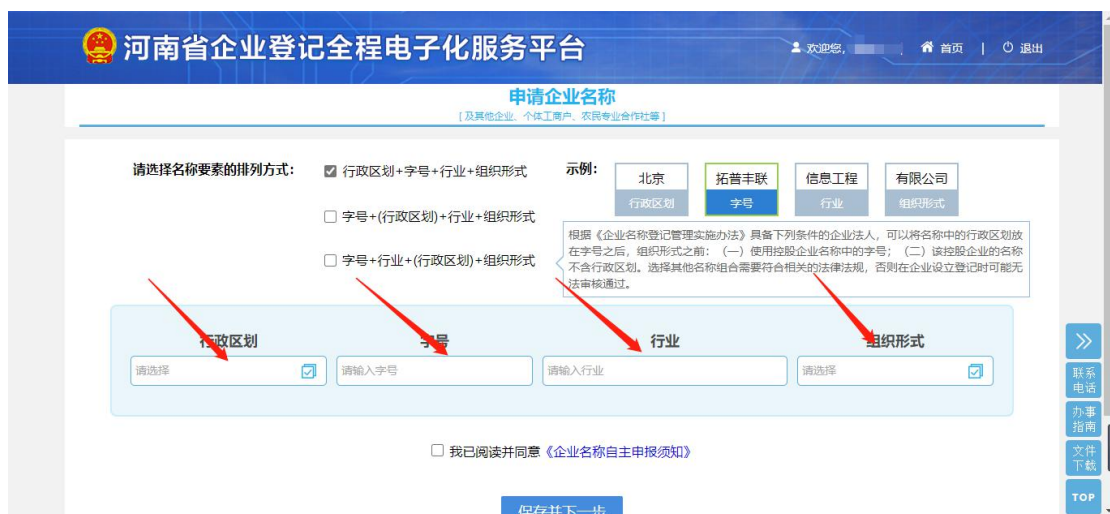 河南省企业登记全程电子化服务平台
欢迎您, 首页 | 退出
申请企业名称
[ 及其他企业、个体工商户、农民专业合作社等 ]
请选择名称要素的排列方式：
行政区划+字号+行业+组织形式
字号+(行政区划)+行业+组织形式
字号+行业+(行政区划)+组织形式
示例：
北京 拓普丰联 信息工程 有限公司
行政区划 字号 行业 组织形式
根据《企业名称登记管理实施办法》具备下列条件的企业法人，可以将名称中的行政区划放
在字号之后，组织形式之前：（一）使用控股企业名称中的字号；（二）该控股企业的名称
不含行政区划。选择其他名称组合需要符合相关的法律法规，否则在企业设立登记时可能无
法审核通过。
行政区划 字号 行业 组织形式
请选择 请输入字号 请输入行业 请选择
我已阅读并同意《企业名称自主申报须知》
保存并下一步
联系
电话
办事
指南
文件
下载
TOP